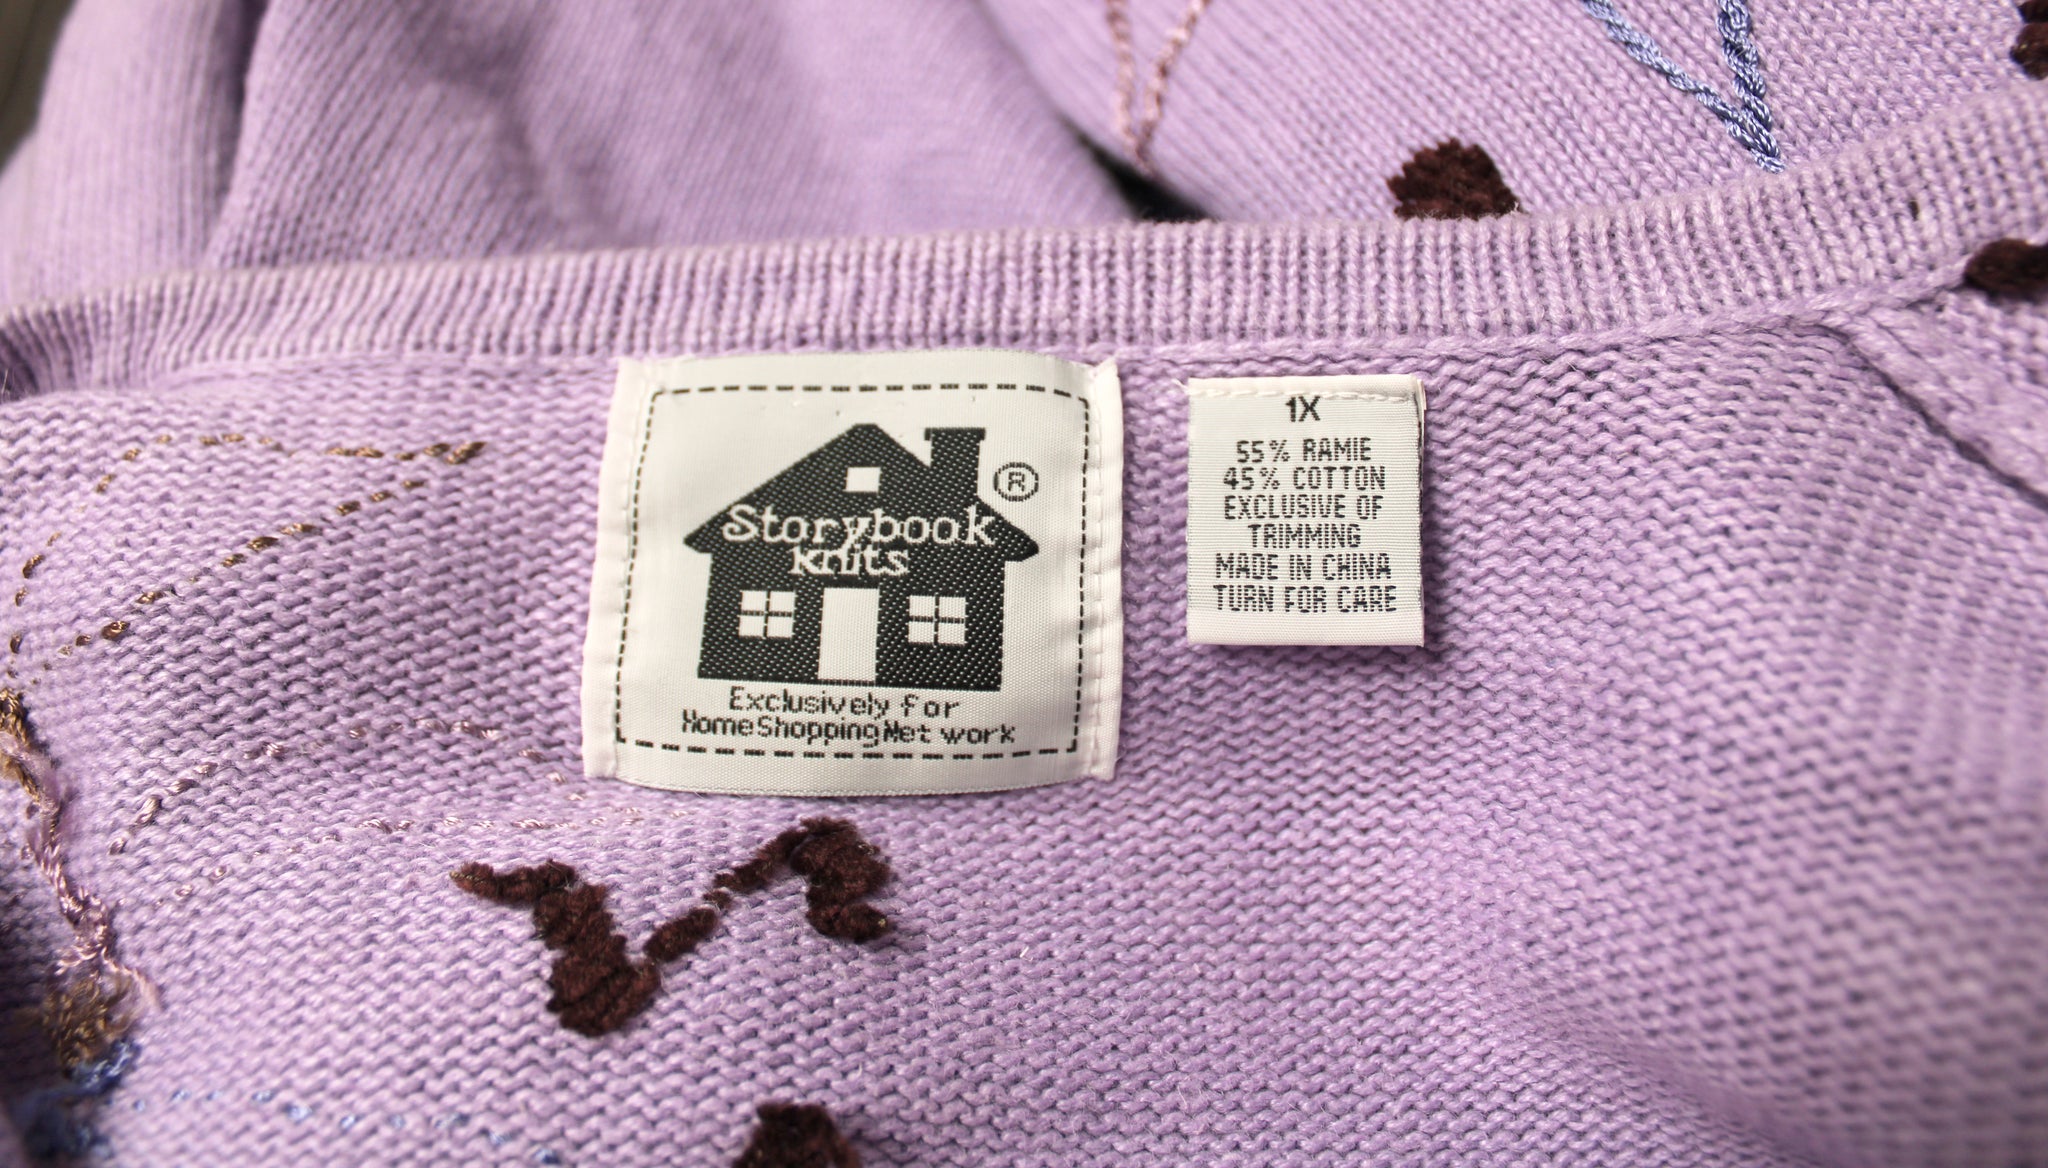 Storybook
knits
®
Exclusively for
HomeShoppingNetwork
1X
55% RAMIE
45% COTTON
EXCLUSIVE OF
TRIMMING
MADE IN CHINA
TURN FOR CARE